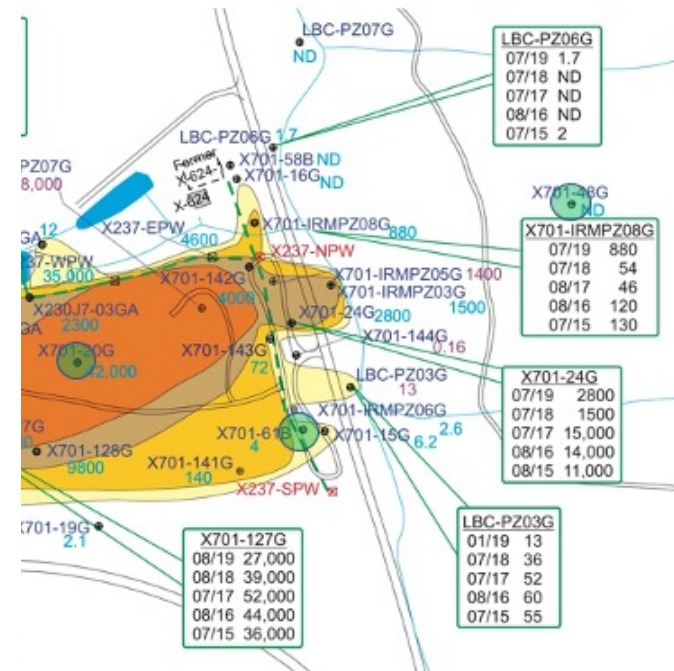 LBC-PZ07G
ND
LBC-PZ06G
07/19 1.7
07/18 ND
07/17 ND
08/16 ND
07/15 2
LBC-PZ06G 1.7
Former
X-624-1
X701-58B ND
X701-16G
ND
X-624
PZ07G
8,000
X701-48G
ND
X237-EPW
X701-IRMPZ08G
880
X701-IRMPZ08G
07/19 880
07/18 54
08/17 46
08/16 120
07/15 130
GA 12
4600
X237-NPW
37-WPW
35,000
X701-142G
4000
X701-IRMPZ05G 1400
X701-IRMPZ03G
1500
X230J7-03GA
2300
X701-24G
2800
GA
X701-144G
0.16
X701-20G
42,000
X701-143G
72
LBC-PZ03G
13
X701-24G
07/19 2800
07/18 1500
07/17 15,000
08/16 14,000
08/15 11,000
X701-IRMPZ06G
2.6
7G
X701-61B
4
X701-15G
6.2
X701-128G
9800
X701-141G
140
X237-SPW
X701-19G
2.1
X701-127G
08/19 27,000
08/18 39,000
07/17 52,000
08/16 44,000
07/15 36,000
LBC-PZ03G
01/19 13
07/18 36
07/17 52
08/16 60
07/15 55